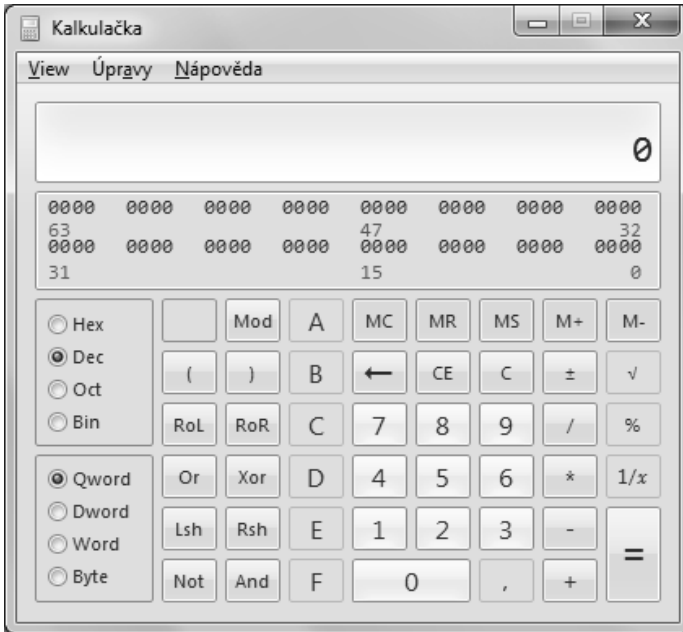 Kalkulačka
View Úpravy Nápověda
0
0000 0000 0000 0000 0000 0000 0000 0000
63 47 32
0000 0000 0000 0000 0000 0000 0000 0000
31 15 0
Hex Mod A MC MR MS M+ M-
Dec ( ) B ← CE C ± √
Oct
Bin RoL RoR C 7 8 9 / %
Qword Or Xor D 4 5 6 * 1/x
Dword
Word Lsh Rsh E 1 2 3 - =
Byte Not And F 0 , +